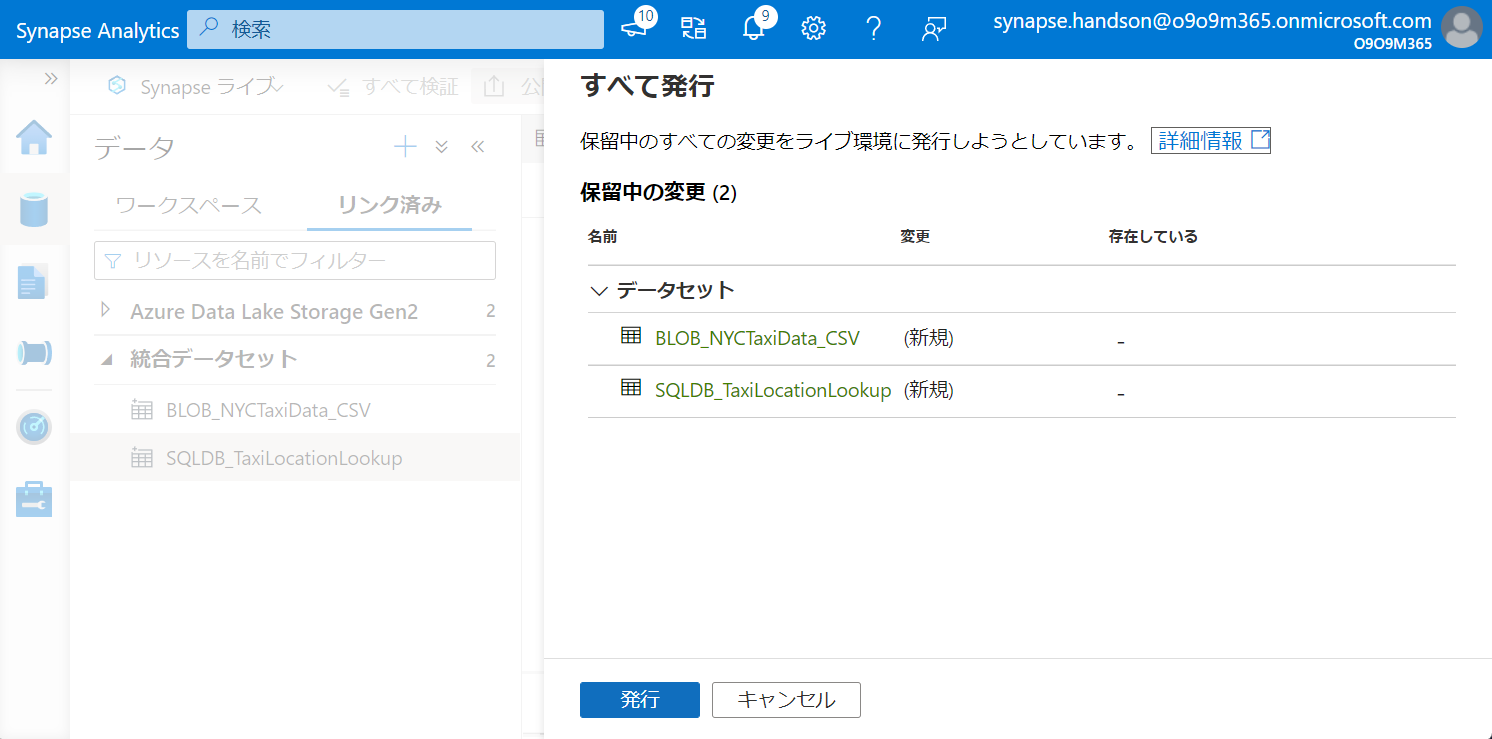 Synapse Analytics
検索
10
9
synapse.handson@o9o9m365.onmicrosoft.com
O9O9M365
Synapse ライブ
すべて検証
データ
ワークスペース
リンク済み
リソースを名前でフィルター
Azure Data Lake Storage Gen2 2
統合データセット 2
BLOB_NYCTaxiData_CSV
SQLDB_TaxiLocationLookup
すべて発行
保留中のすべての変更をライブ環境に発行しようとしています。 詳細情報
保留中の変更 (2)
名前 変更 存在している
データセット
BLOB_NYCTaxiData_CSV (新規) -
SQLDB_TaxiLocationLookup (新規) -
発行 キャンセル